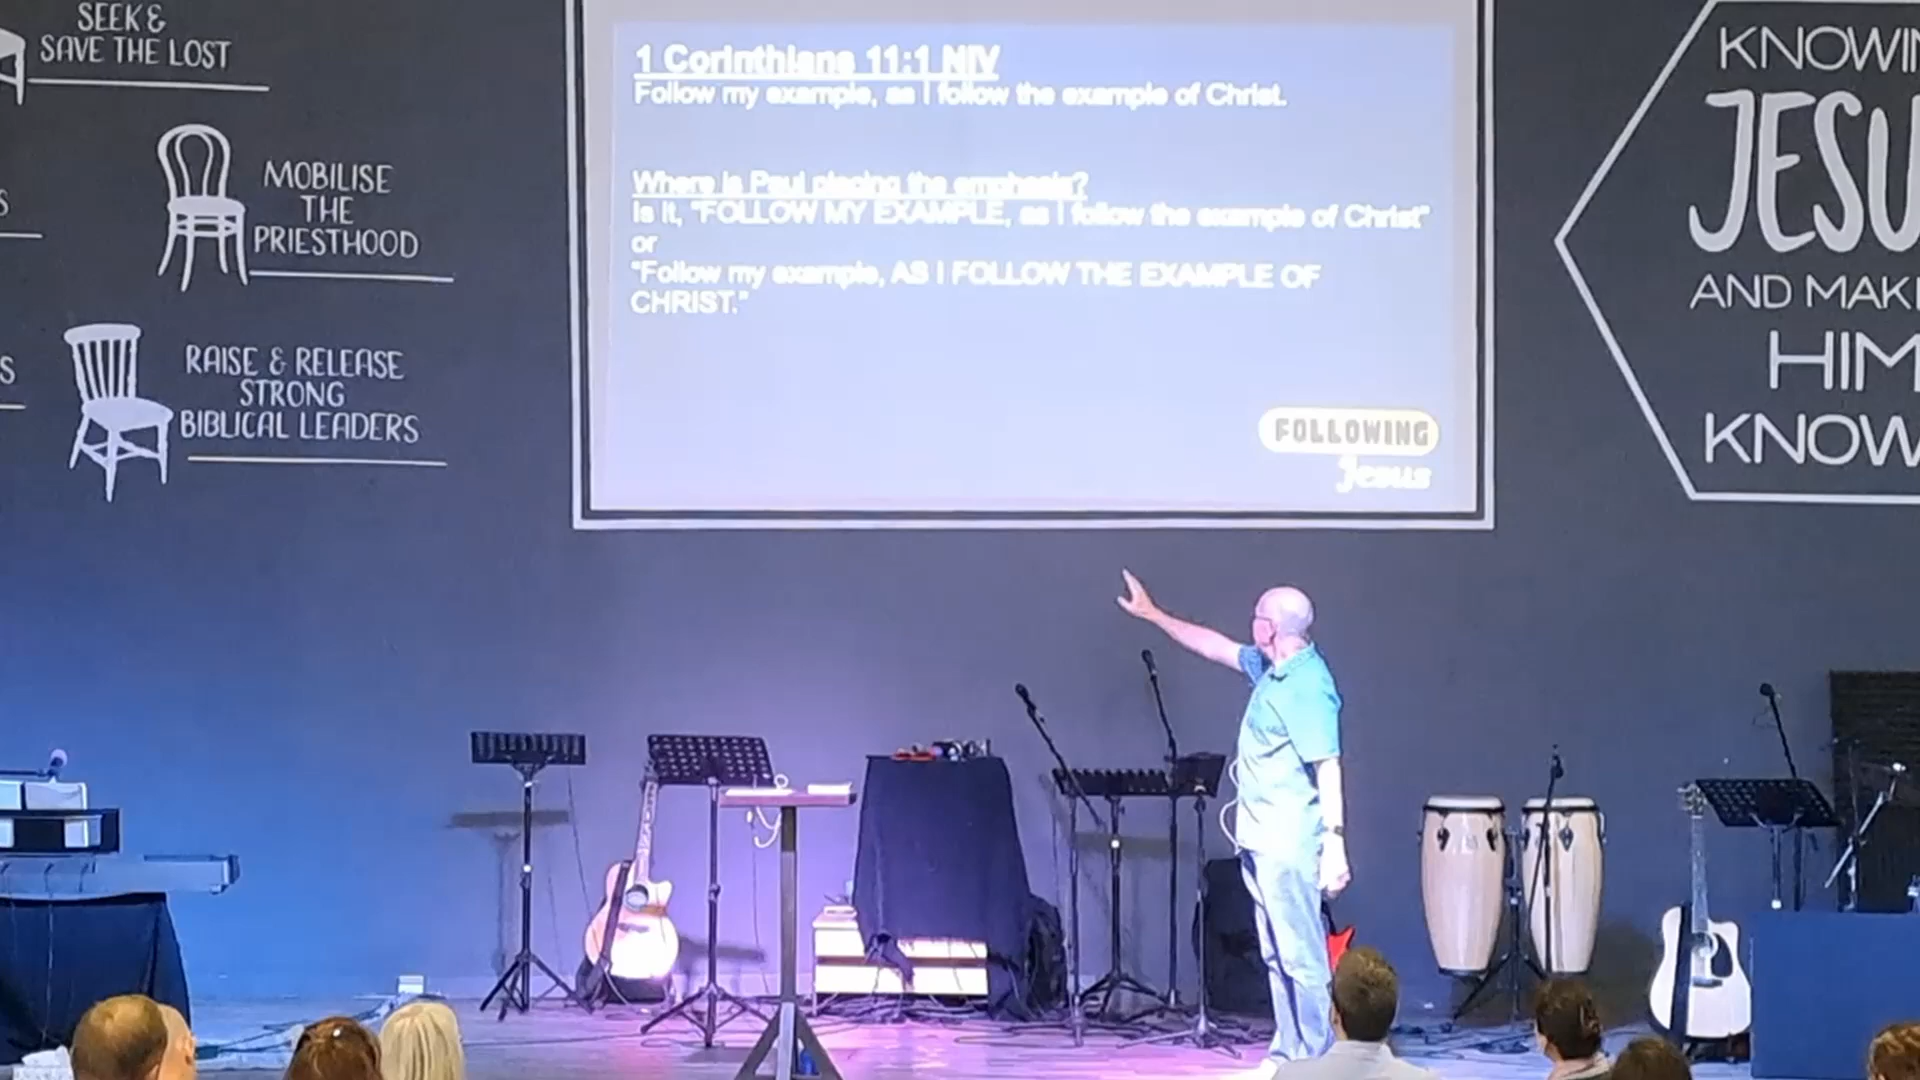 SEEK &
SAVE THE LOST
MOBILISE
THE
PRIESTHOOD
RAISE & RELEASE
STRONG
BIBLICAL LEADERS
S
S
1 Corinthians 11:1 NIV
Follow my example, as I follow the example of Christ.
Where is Paul placing the emphasis?
Is it, "FOLLOW MY EXAMPLE, as I follow the example of Christ"
or
"Follow my example, AS I FOLLOW THE EXAMPLE OF
CHRIST."
FOLLOWING
Jesus
KNOWIN
JESU
AND MAK
HIM
KNOW